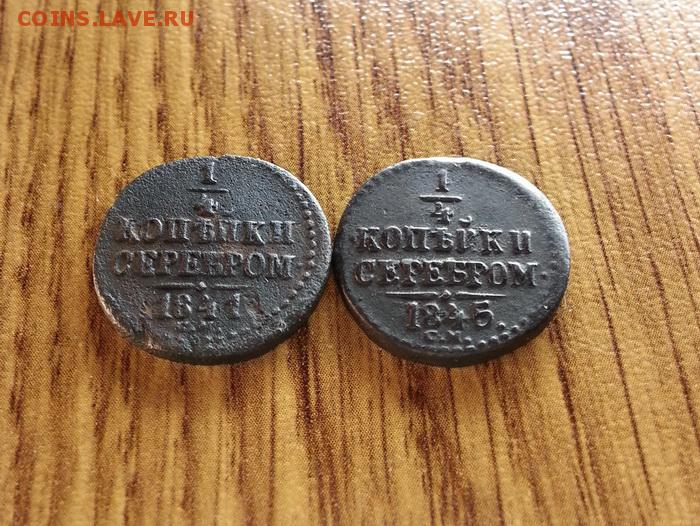 COINS.LAVE.RU
1
4
КОПѢЙКИ
СЕРЕБРОМ
1841
1
4
КОПѢЙКИ
СЕРЕБРОМ
1845
С.М.